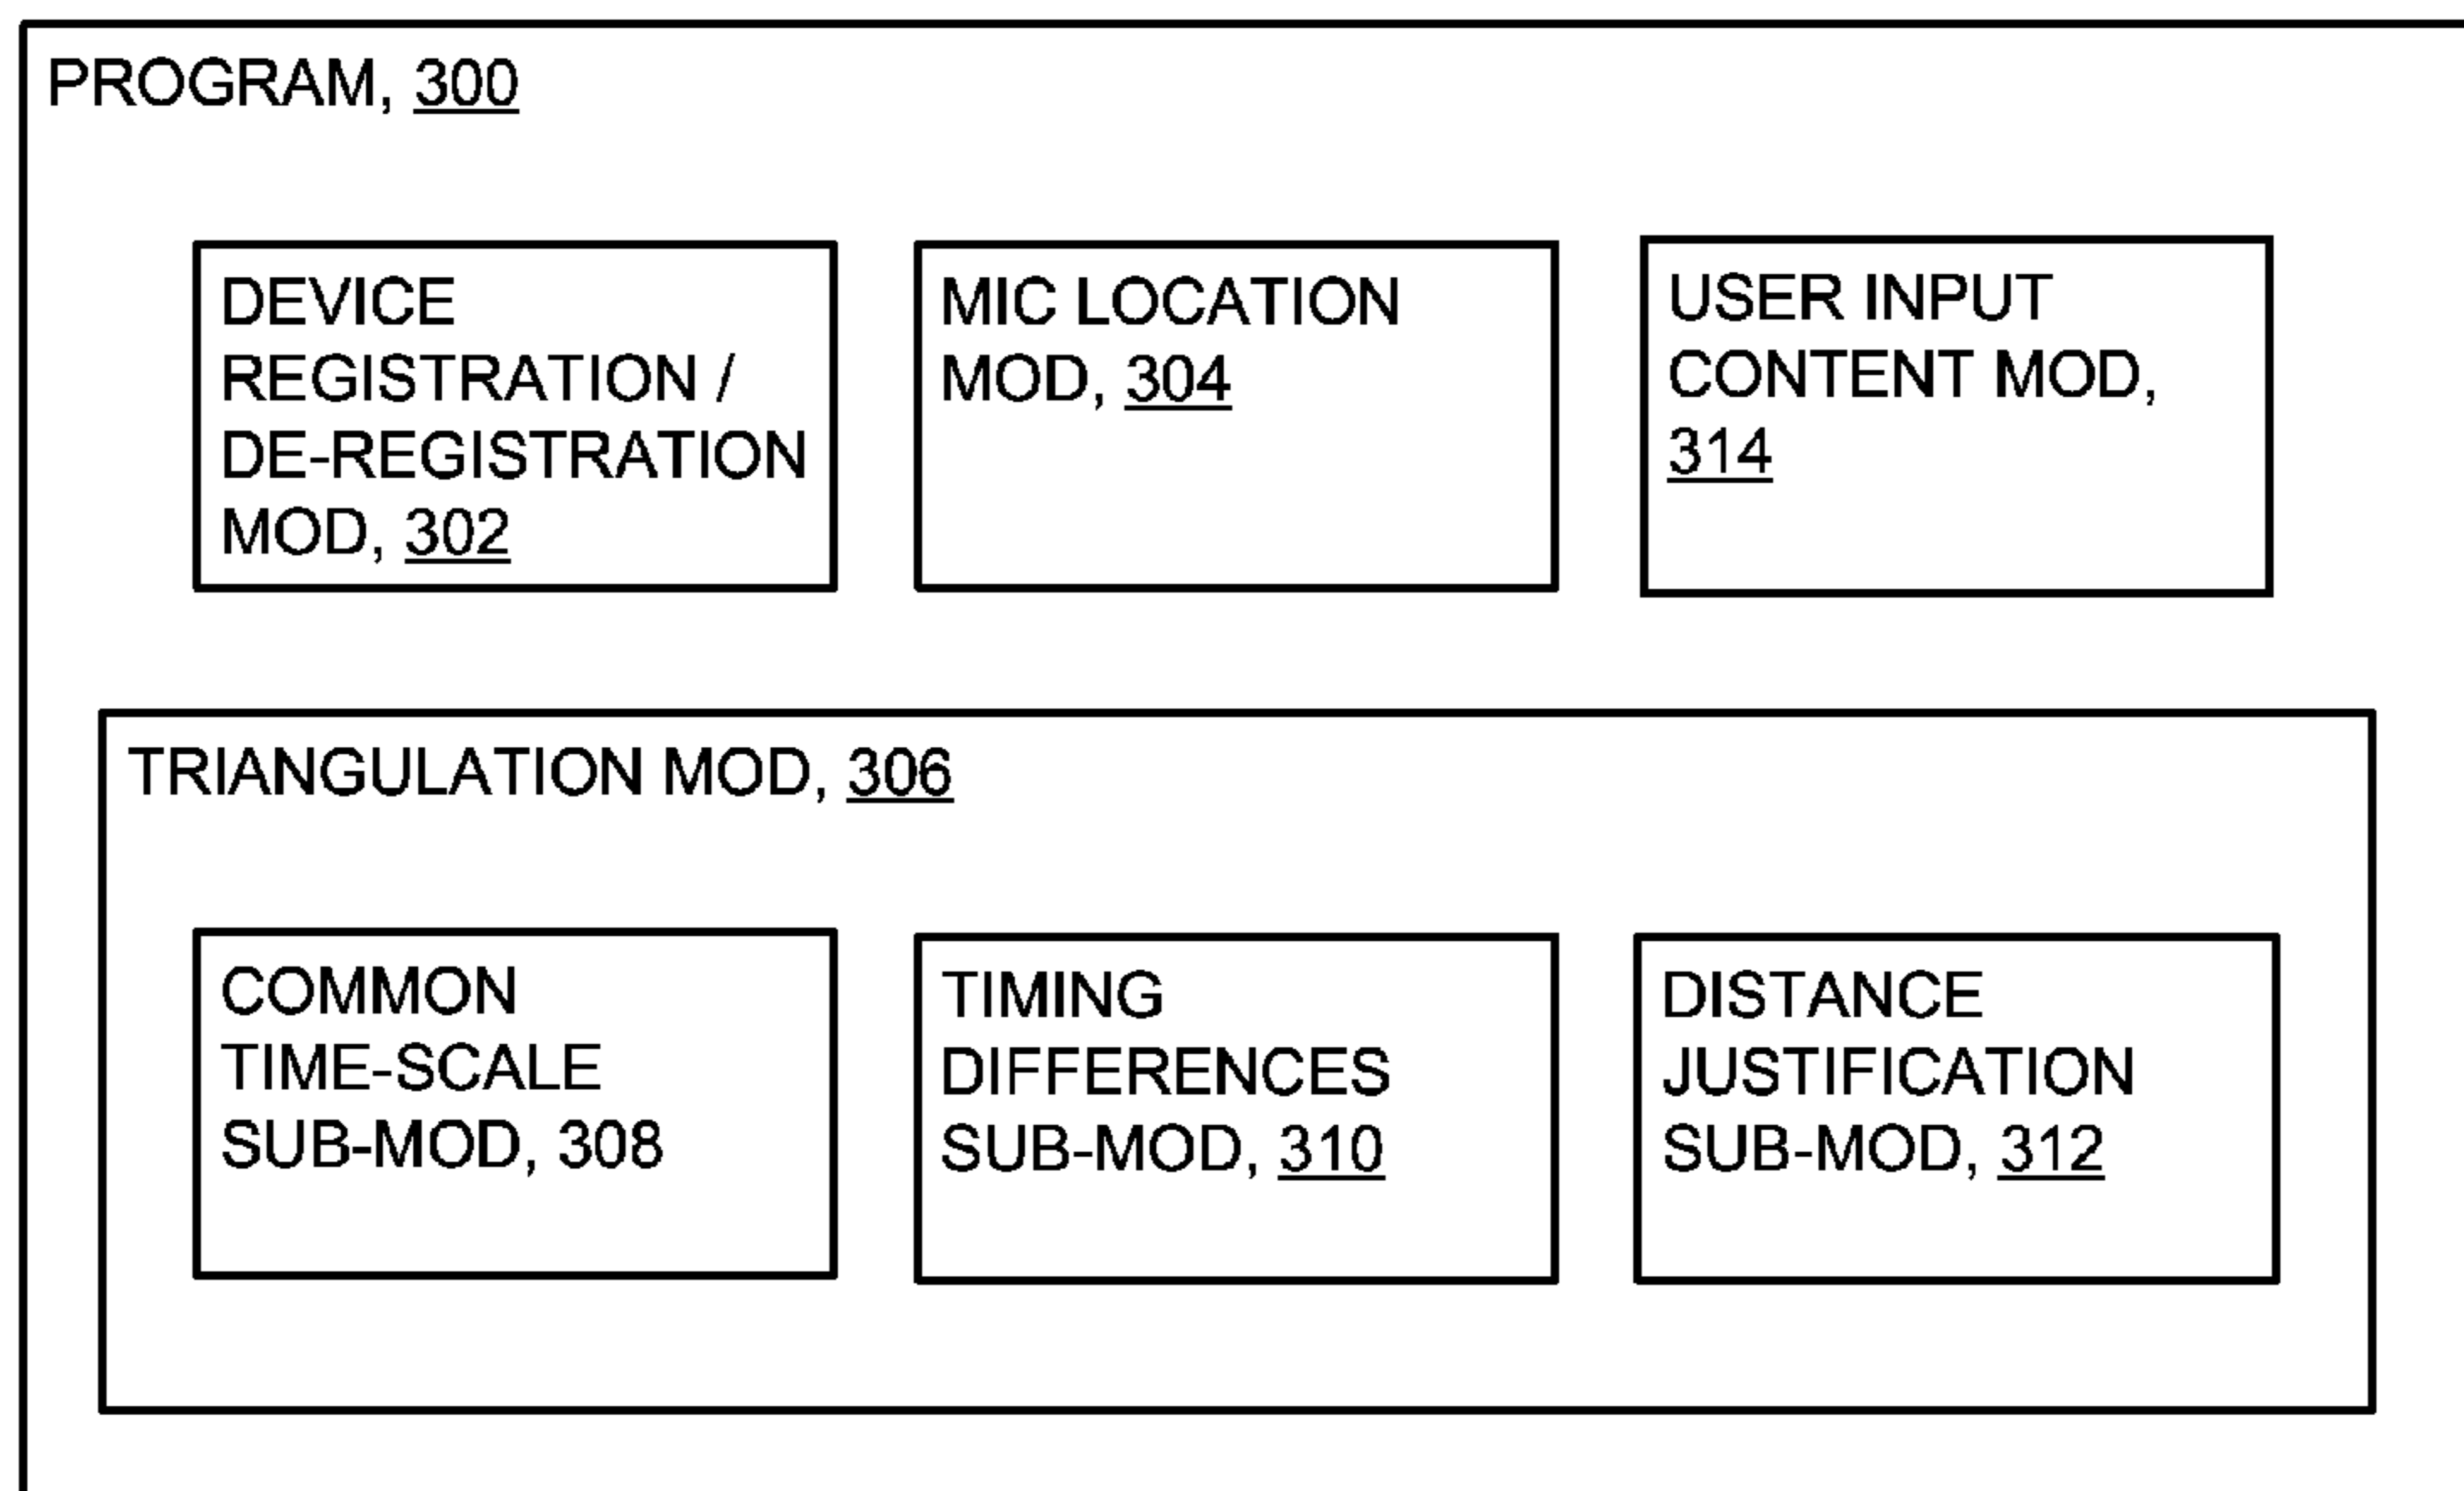 PROGRAM, 300
DEVICE
REGISTRATION /
DE-REGISTRATION
MOD, 302
MIC LOCATION
MOD, 304
USER INPUT
CONTENT MOD,
314
TRIANGULATION MOD, 306
COMMON
TIME-SCALE
SUB-MOD, 308
TIMING
DIFFERENCES
SUB-MOD, 310
DISTANCE
JUSTIFICATION
SUB-MOD, 312